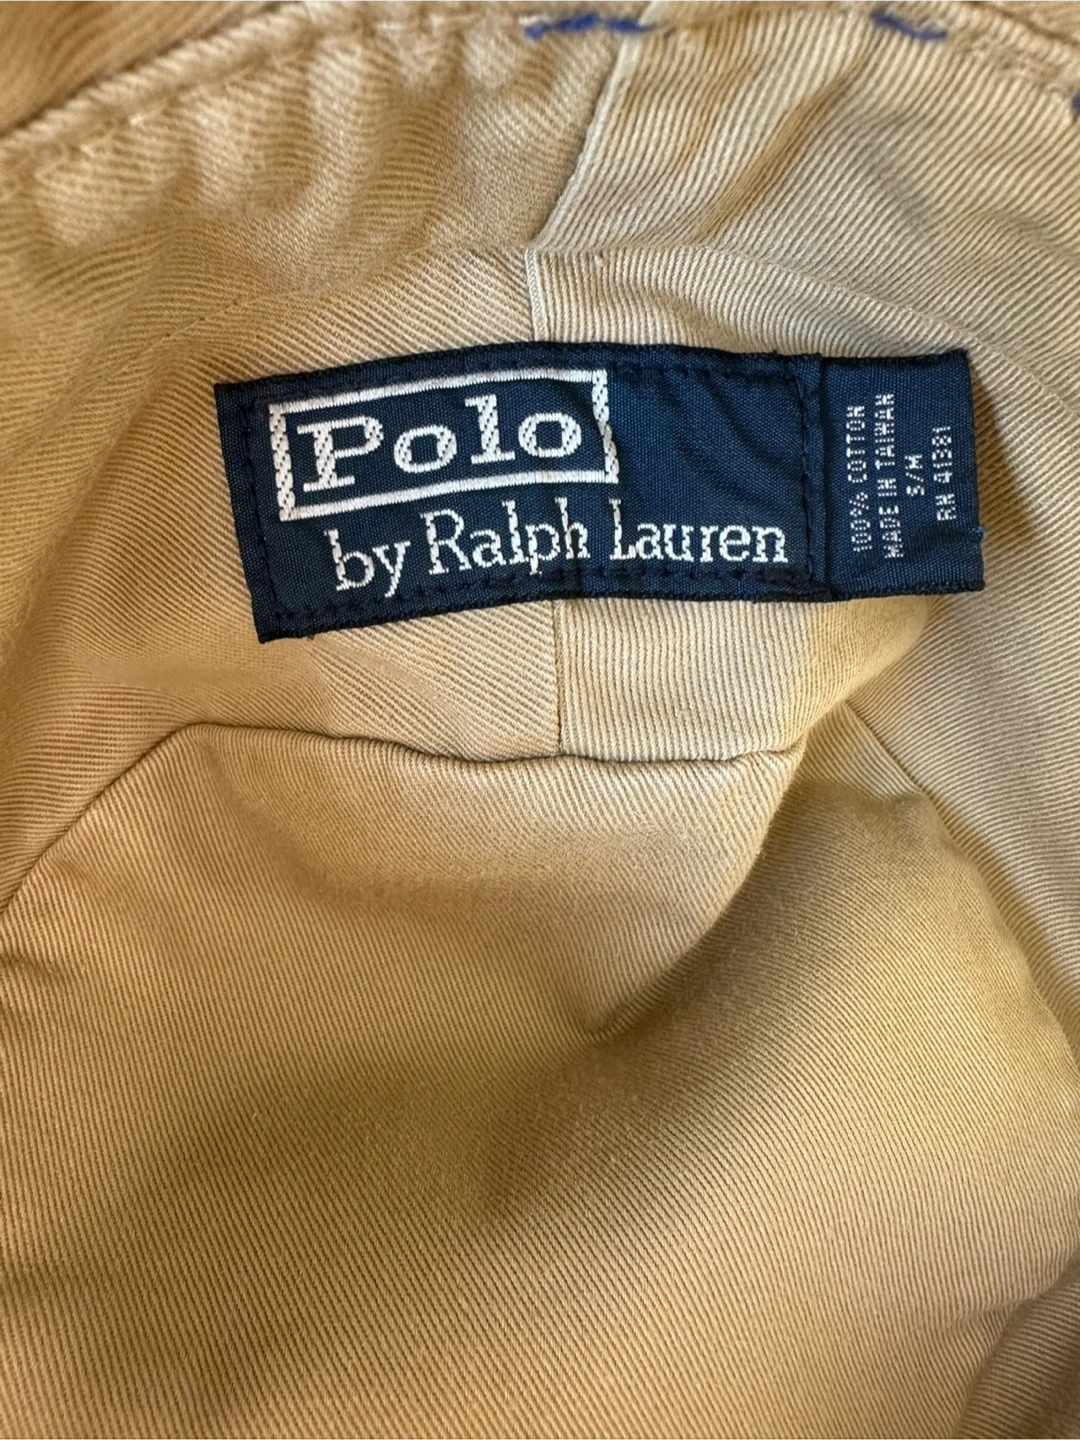 Polo
by Ralph Lauren
100% COTTON
MADE IN TAIWAN
S/M
RN 41381